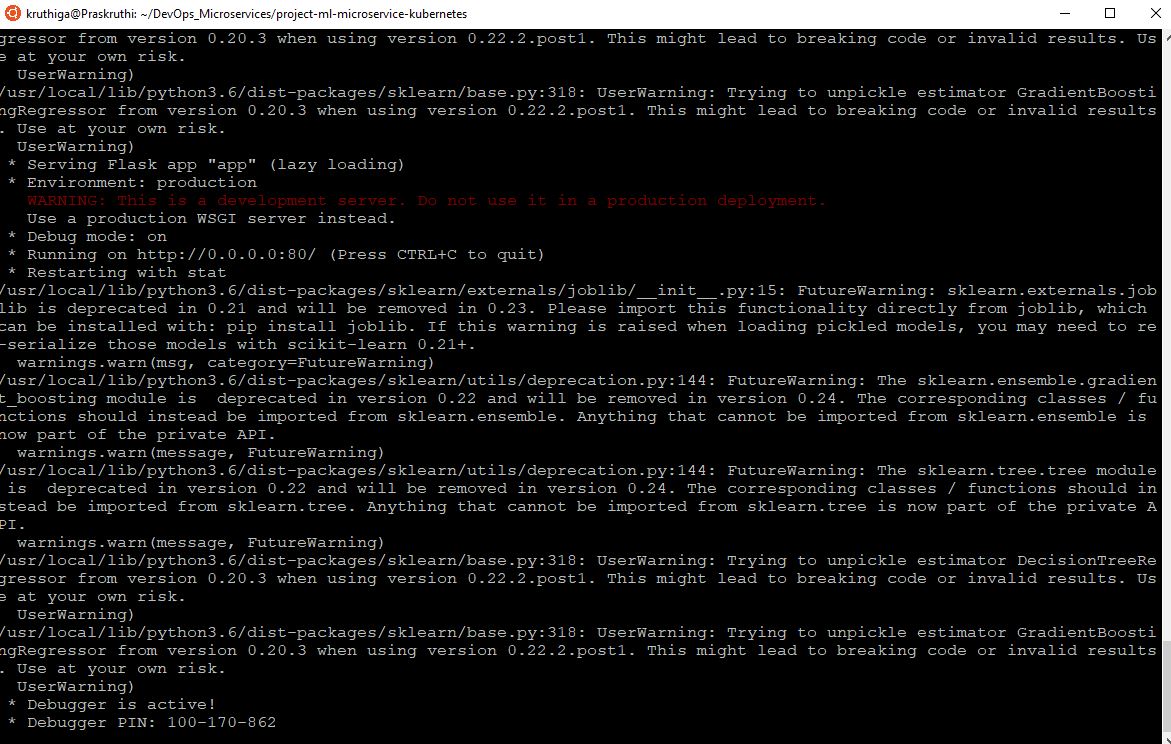 kruthiga@Praskruthi: ~/DevOps_Microservices/project-ml-microservice-kubernetes
gressor from version 0.20.3 when using version 0.22.2.post1. This might lead to breaking code or invalid results. Us
e at your own risk.
  UserWarning)
/usr/local/lib/python3.6/dist-packages/sklearn/base.py:318: UserWarning: Trying to unpickle estimator GradientBoosti
ngRegressor from version 0.20.3 when using version 0.22.2.post1. This might lead to breaking code or invalid results
. Use at your own risk.
  UserWarning)
 * Serving Flask app "app" (lazy loading)
 * Environment: production
   WARNING: This is a development server. Do not use it in a production deployment.
   Use a production WSGI server instead.
 * Debug mode: on
 * Running on http://0.0.0.0:80/ (Press CTRL+C to quit)
 * Restarting with stat
/usr/local/lib/python3.6/dist-packages/sklearn/externals/joblib/__init__.py:15: FutureWarning: sklearn.externals.job
lib is deprecated in 0.21 and will be removed in 0.23. Please import this functionality directly from joblib, which
can be installed with: pip install joblib. If this warning is raised when loading pickled models, you may need to re
-serialize those models with scikit-learn 0.21+.
  warnings.warn(msg, category=FutureWarning)
/usr/local/lib/python3.6/dist-packages/sklearn/utils/deprecation.py:144: FutureWarning: The sklearn.ensemble.gradien
t_boosting module is  deprecated in version 0.22 and will be removed in version 0.24. The corresponding classes / fu
nctions should instead be imported from sklearn.ensemble. Anything that cannot be imported from sklearn.ensemble is
now part of the private API.
  warnings.warn(message, FutureWarning)
/usr/local/lib/python3.6/dist-packages/sklearn/utils/deprecation.py:144: FutureWarning: The sklearn.tree.tree module
 is  deprecated in version 0.22 and will be removed in version 0.24. The corresponding classes / functions should in
stead be imported from sklearn.tree. Anything that cannot be imported from sklearn.tree is now part of the private A
PI.
  warnings.warn(message, FutureWarning)
/usr/local/lib/python3.6/dist-packages/sklearn/base.py:318: UserWarning: Trying to unpickle estimator DecisionTreeRe
gressor from version 0.20.3 when using version 0.22.2.post1. This might lead to breaking code or invalid results. Us
e at your own risk.
  UserWarning)
/usr/local/lib/python3.6/dist-packages/sklearn/base.py:318: UserWarning: Trying to unpickle estimator GradientBoosti
ngRegressor from version 0.20.3 when using version 0.22.2.post1. This might lead to breaking code or invalid results
. Use at your own risk.
  UserWarning)
 * Debugger is active!
 * Debugger PIN: 100-170-862